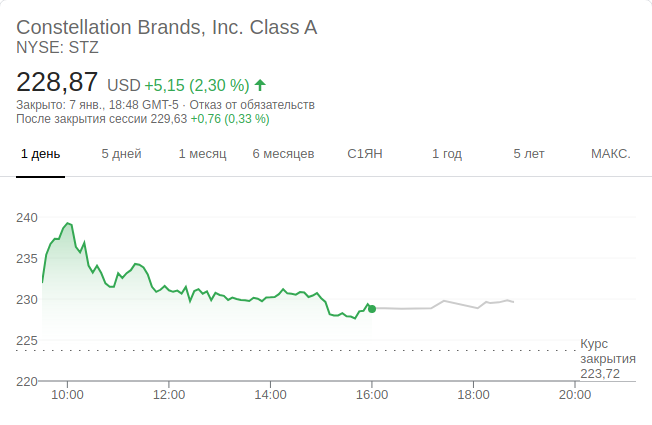 Constellation Brands, Inc. Class A
NYSE: STZ
228,87 USD +5,15 (2,30 %)
Закрыто: 7 янв., 18:48 GMT-5 · Отказ от обязательств
После закрытия сессии 229,63 +0,76 (0,33 %)
1 день 5 дней 1 месяц 6 месяцев С1ЯН 1 год 5 лет МАКС.
240
235
230
225
Курс
закрытия
223,72
220
10:00 12:00 14:00 16:00 18:00 20:00